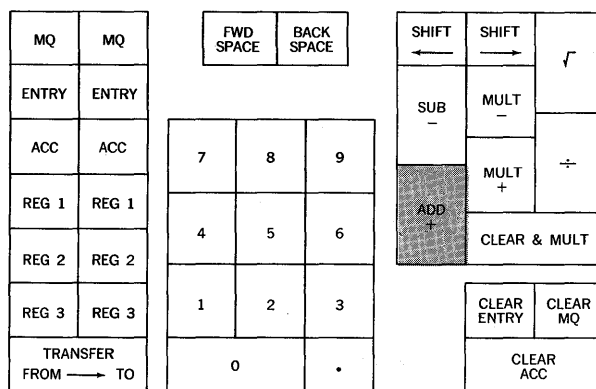 MQ MQ
ENTRY ENTRY
ACC ACC
REG 1 REG 1
REG 2 REG 2
REG 3 REG 3
TRANSFER
FROM → TO
FWD SPACE
BACK SPACE
7 8 9
4 5 6
1 2 3
0 .
SHIFT ← SHIFT →
√
SUB
−
MULT
−
ADD
+
MULT
+
÷
CLEAR & MULT
CLEAR ENTRY
CLEAR MQ
CLEAR
ACC